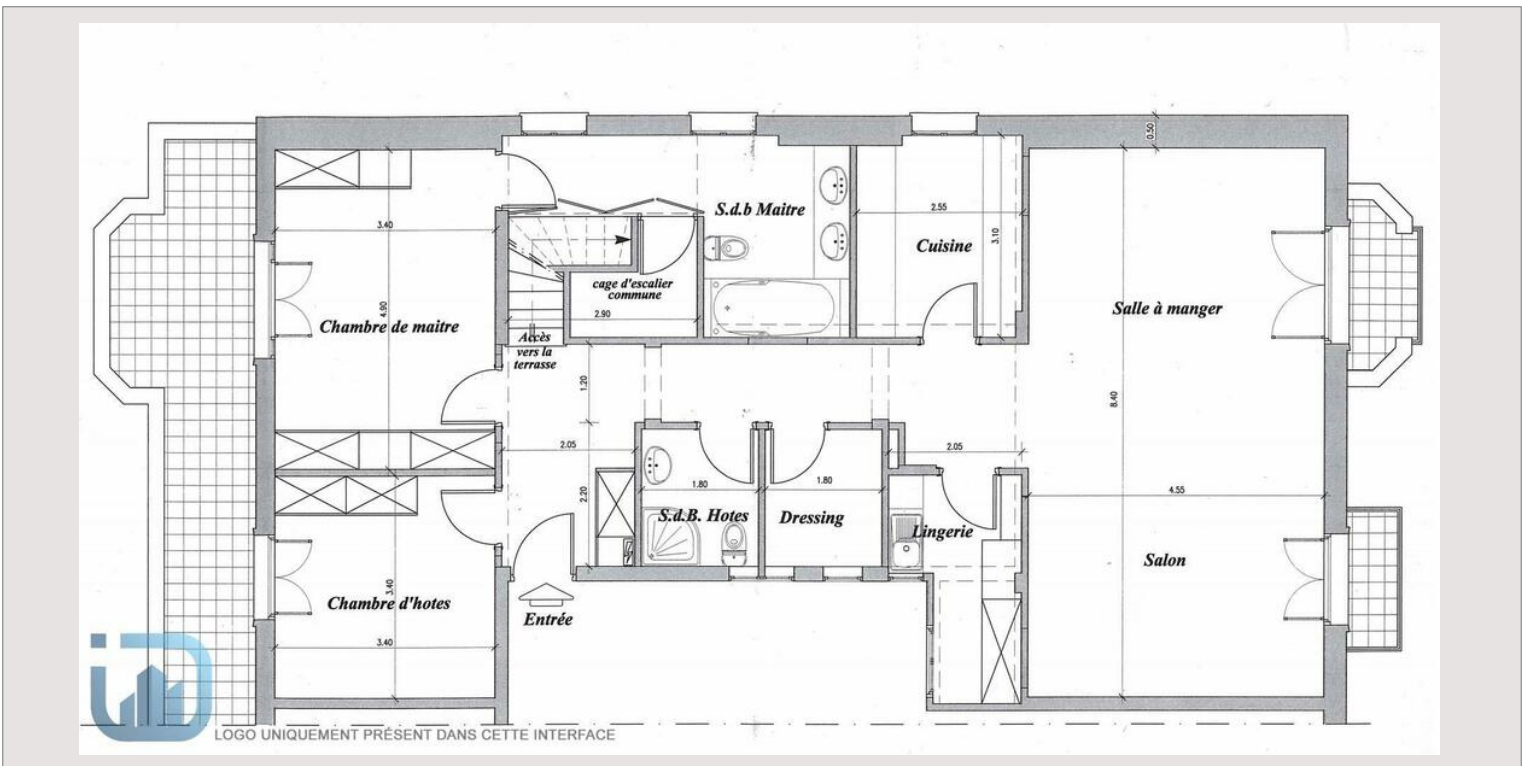 0.50
3.40
S.d.b Maitre
2.55
3.10
Cuisine
cage d'escalier
commune
2.90
4.90
Chambre de maitre
Accès
vers la
terrasse
Salle à manger
1.20
8.40
2.05
2.05
2.20
1.80
1.80
4.55
S.d.B. Hotes
Dressing
Lingerie
Salon
3.40
Chambre d'hotes
Entrée
3.40
iD
LOGO UNIQUEMENT PRÉSENT DANS CETTE INTERFACE